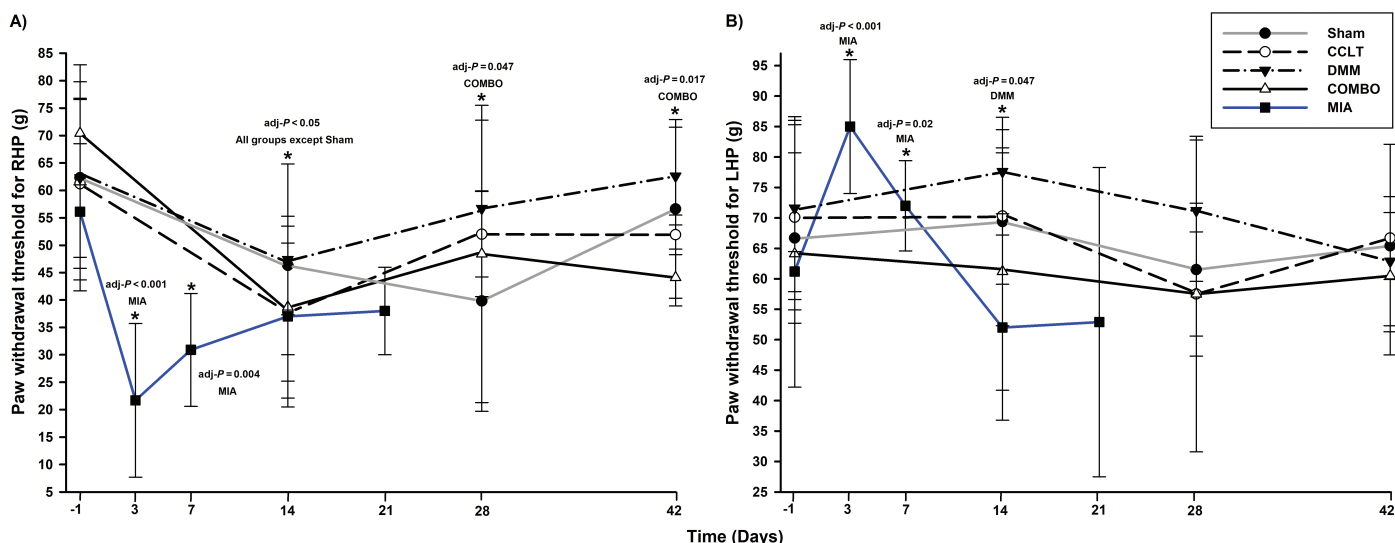 A)
Paw withdrawal threshold for RHP (g)
85
80
75
70
65
60
55
50
45
40
35
30
25
20
15
10
5
adj-P < 0.001
MIA
*
*
adj-P = 0.004
MIA
adj-P < 0.05
All groups except Sham
*
adj-P = 0.047
COMBO
*
adj-P = 0.017
COMBO
*
-1 3 7 14 21 28 42
B)
Paw withdrawal threshold for LHP (g)
95
90
85
80
75
70
65
60
55
50
45
40
35
30
25
adj-P < 0.001
MIA
*
adj-P = 0.02
MIA
*
adj-P = 0.047
DMM
*
-1 3 7 14 21 28 42
Sham
CCLT
DMM
COMBO
MIA
Time (Days)